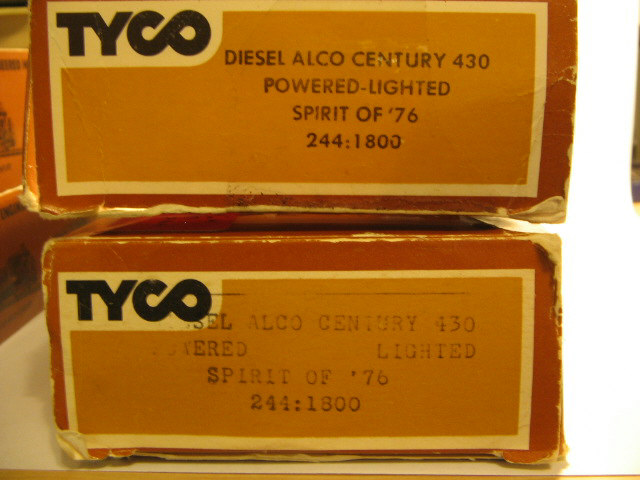 TYCO
DIESEL ALCO CENTURY 430
POWERED-LIGHTED
SPIRIT OF '76
244:1800
TYCO
SEL ALCO CENTURY 430
WERED LIGHTED
SPIRIT OF '76
244:1800